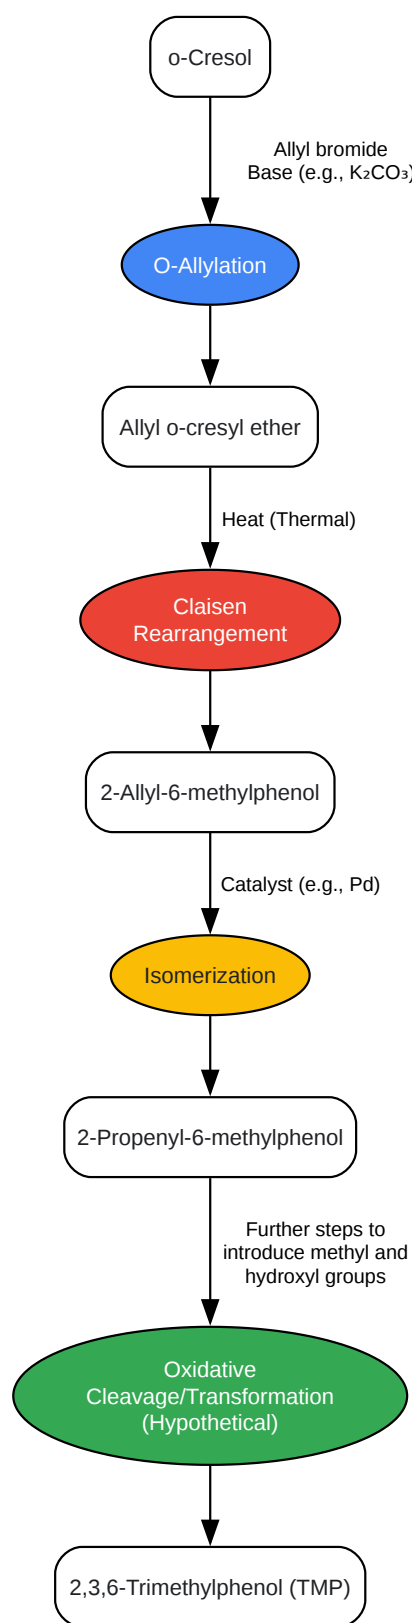 o-Cresol
Allyl bromide
Base (e.g., K₂CO₃)
O-Allylation
Allyl o-cresyl ether
Heat (Thermal)
Claisen
Rearrangement
2-Allyl-6-methylphenol
Catalyst (e.g., Pd)
Isomerization
2-Propenyl-6-methylphenol
Further steps to
introduce methyl and
hydroxyl groups
Oxidative
Cleavage/Transformation
(Hypothetical)
2,3,6-Trimethylphenol (TMP)